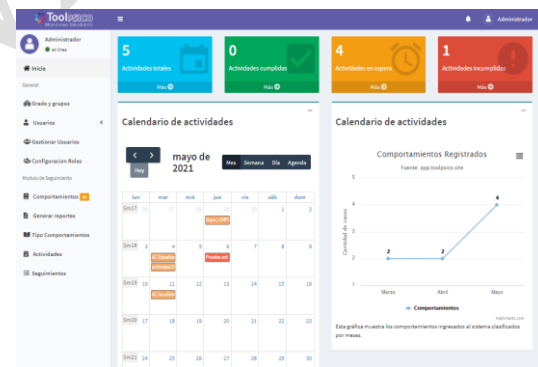 Toolpsico
Monitoreo Estudiantil
Administrador
Administrador
en línea
Inicio
General
Grado y grupos
Usuarios
Gestionar Usuarios
Configuracion Roles
Modulo de Seguimiento
Comportamientos
Generar reportes
Tipo Comportamientos
Actividades
Seguimientos
5
Actividades totales
Más
0
Actividades cumplidas
Más
4
Actividades en espera
Más
1
Actividades Incumplidas
Más
Calendario de actividades
Hoy
mayo de 2021
Mes Semana Día Agenda
lun mar mié jue vie sáb dom
Sm17 26 27 28 29 30 1 2
Sm18 3 4 5 6 7 8 9
Prueba act
Sm19 10 11 12 13 14 15 16
Sm20 17 18 19 20 21 22 23
Sm21 24 25 26 27 28 29 30
Calendario de actividades
Comportamientos Registrados
Fuente: app.toolpsico.site
Cantidad de casos
5
4
3
2
1
2
2
4
Marzo Abril Mayo
Comportamientos
Highcharts.com
Esta gráfica muestra los comportamientos ingresados al sistema clasificados
por meses.